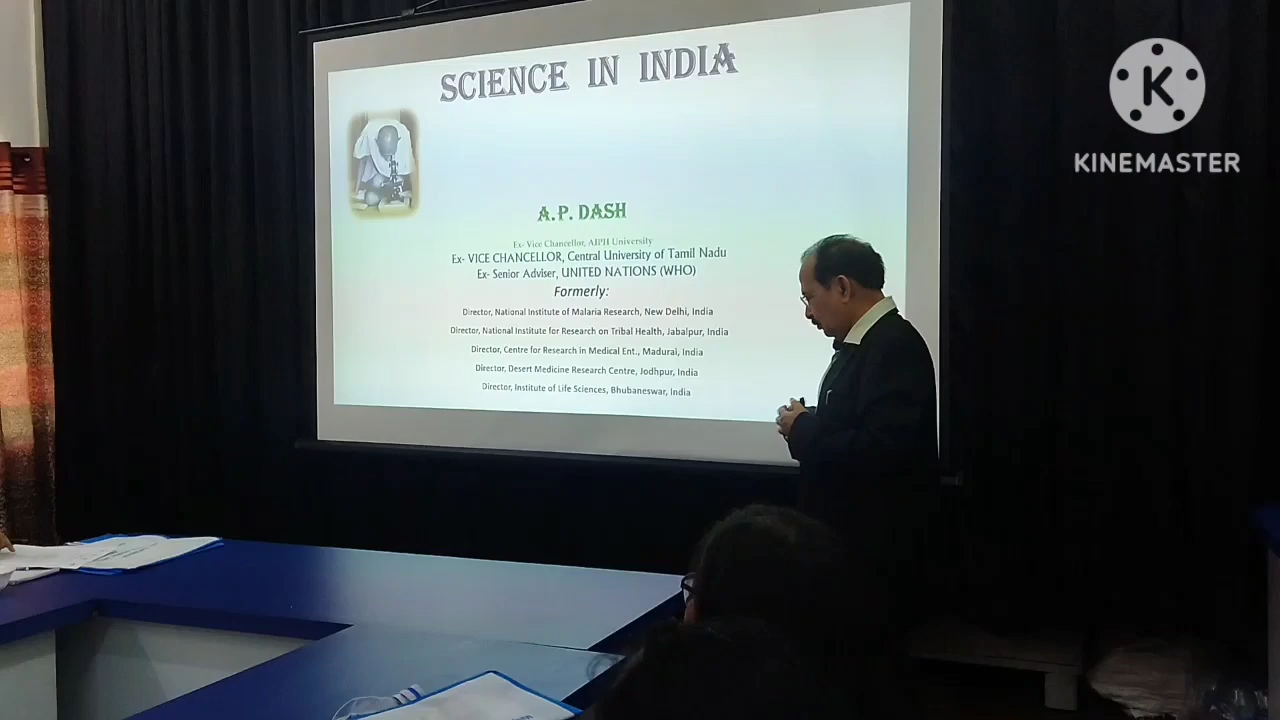 SCIENCE IN INDIA
A.P. DASH
Ex- Vice Chancellor, AIPH University
Ex- VICE CHANCELLOR, Central University of Tamil Nadu
Ex- Senior Adviser, UNITED NATIONS (WHO)
Formerly:
Director, National Institute of Malaria Research, New Delhi, India
Director, National Institute for Research on Tribal Health, Jabalpur, India
Director, Centre for Research in Medical Ent., Madurai, India
Director, Desert Medicine Research Centre, Jodhpur, India
Director, Institute of Life Sciences, Bhubaneswar, India
K
KINEMASTER